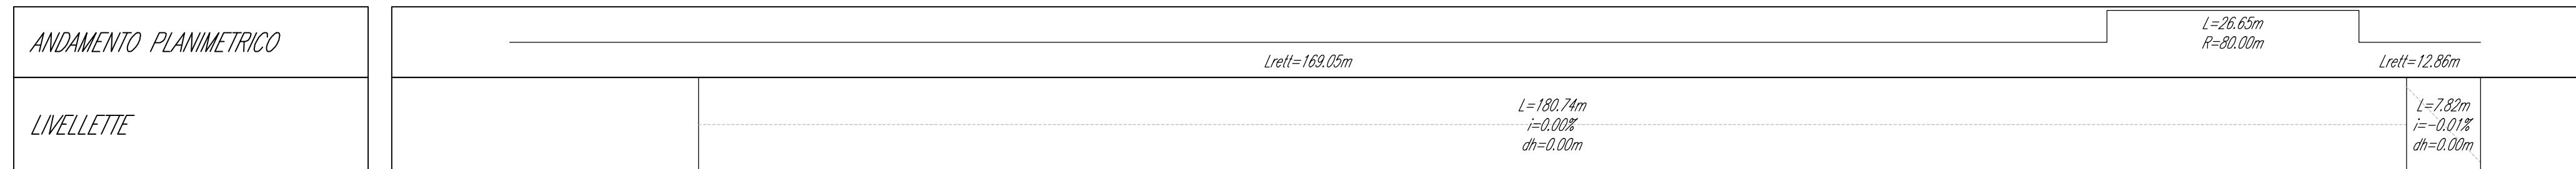 ANDAMENTO PLANIMETRICO
L=26.65m
R=80.00m
Lrett=169.05m
Lrett=12.86m
LIVELLETTE
L=180.74m
i=0.00%
dh=0.00m
L=7.82m
i=-0.01%
dh=0.00m